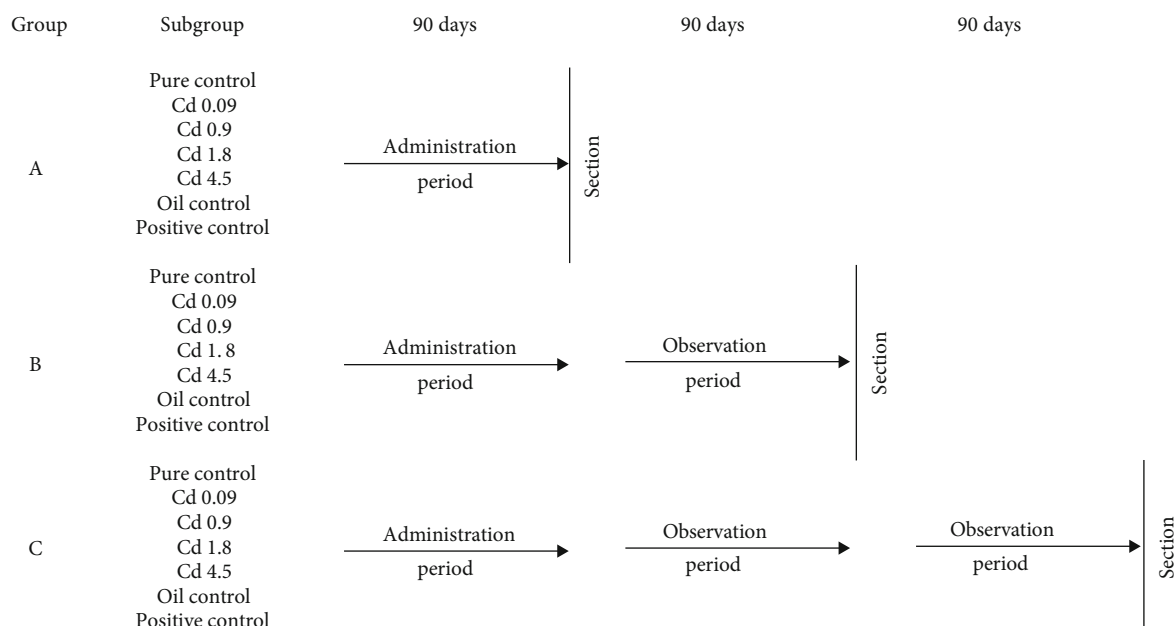 Group Subgroup 90 days 90 days 90 days
Pure control
Cd 0.09
Cd 0.9
Cd 1.8
Cd 4.5
Oil control
Positive control
A
Administration
period
Section
Pure control
Cd 0.09
Cd 0.9
Cd 1. 8
Cd 4.5
Oil control
Positive control
B
Administration
period
Observation
period
Section
Pure control
Cd 0.09
Cd 0.9
Cd 1.8
Cd 4.5
Oil control
Positive control
C
Administration
period
Observation
period
Observation
period
Section